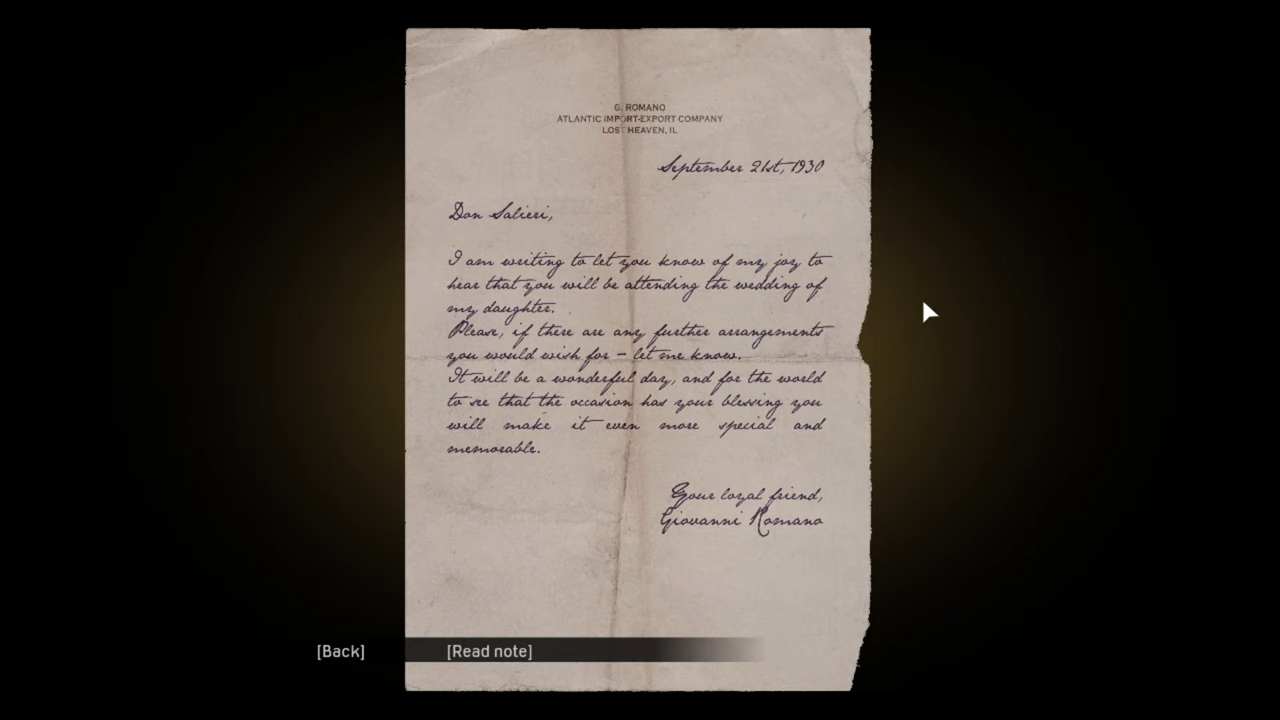 G. ROMANO
ATLANTIC IMPORT-EXPORT COMPANY
LOST HEAVEN, IL
September 21st, 1930
Don Salieri,
I am writing to let you know of my joy to
hear that you will be attending the wedding of
my daughter.
Please, if there are any further arrangements
you would wish for – let me know.
It will be a wonderful day, and for the world
to see that the occasion has your blessing you
will make it even more special and
memorable.
Your loyal friend,
Giovanni Romano
[Back] [Read note]